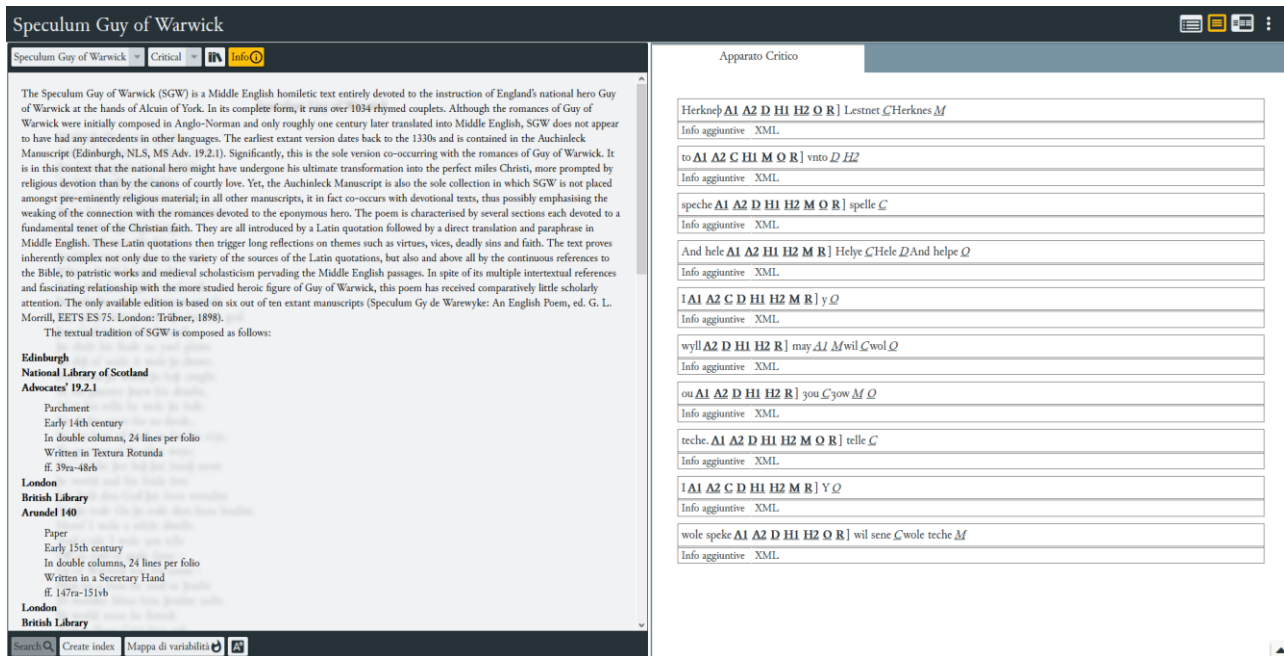 Speculum Guy of Warwick
Speculum Guy of Warwick Critical Info
The Speculum Guy of Warwick (SGW) is a Middle English homiletic text entirely devoted to the instruction of England's national hero Guy
of Warwick at the hands of Alcuin of York. In its complete form, it runs over 1034 rhymed couplets. Although the romances of Guy of
Warwick were initially composed in Anglo-Norman and only roughly one century later translated into Middle English, SGW does not appear
to have had any antecedents in other languages. The earliest extant version dates back to the 1330s and is contained in the Auchinleck
Manuscript (Edinburgh, NLS, MS Adv. 19.2.1). Significantly, this is the sole version co-occurring with the romances of Guy of Warwick. It
is in this context that the national hero might have undergone his ultimate transformation into the perfect miles Christi, more prompted by
religious devotion than by the canons of courtly love. Yet, the Auchinleck Manuscript is also the sole collection in which SGW is not placed
amongst pre-eminently religious material; in all other manuscripts, it in fact co-occurs with devotional texts, thus possibly emphasising the
weaking of the connection with the romances devoted to the eponymous hero. The poem is characterised by several sections each devoted to a
fundamental tenet of the Christian faith. They are all introduced by a Latin quotation followed by a direct translation and paraphrase in
Middle English. These Latin quotations then trigger long reflections on themes such as virtues, vices, deadly sins and faith. The text proves
inherently complex not only due to the variety of the sources of the Latin quotations, but also and above all by the continuous references to
the Bible, to patristic works and medieval scholasticism pervading the Middle English passages. In spite of its multiple intertextual references
and fascinating relationship with the more studied heroic figure of Guy of Warwick, this poem has received comparatively little scholarly
attention. The only available edition is based on six out of ten extant manuscripts (Speculum Gy de Warewyke: An English Poem, ed. G. L.
Morrill, EETS ES 75. London: Trübner, 1898).
The textual tradition of SGW is composed as follows:
Edinburgh
National Library of Scotland
Advocates' 19.2.1
Parchment
Early 14th century
In double columns, 24 lines per folio
Written in Textura Rotunda
ff. 39ra-48rb
London
British Library
Arundel 140
Paper
Early 15th century
In double columns, 24 lines per folio
Written in a Secretary Hand
ff. 147ra-151vb
London
British Library
Search Create index Mappa di variabilità
Apparato Critico
Herkneþ A1 A2 D H1 H2 O R ] Lestnet C Herknes M
Info aggiuntive XML
to A1 A2 C H1 M O R ] vnto D H2
Info aggiuntive XML
speche A1 A2 D H1 H2 M O R ] spelle C
Info aggiuntive XML
And hele A1 A2 H1 H2 M R ] Helye C Hele D And helpe O
Info aggiuntive XML
I A1 A2 C D H1 H2 M R ] y O
Info aggiuntive XML
wyll A2 D H1 H2 R ] may A1 M wil C wol O
Info aggiuntive XML
ou A1 A2 D H1 H2 R ] ȝou C ȝow M O
Info aggiuntive XML
teche. A1 A2 D H1 H2 M O R ] telle C
Info aggiuntive XML
I A1 A2 C D H1 H2 M R ] Y O
Info aggiuntive XML
wole speke A1 A2 D H1 H2 O R ] wil sene C wole teche M
Info aggiuntive XML